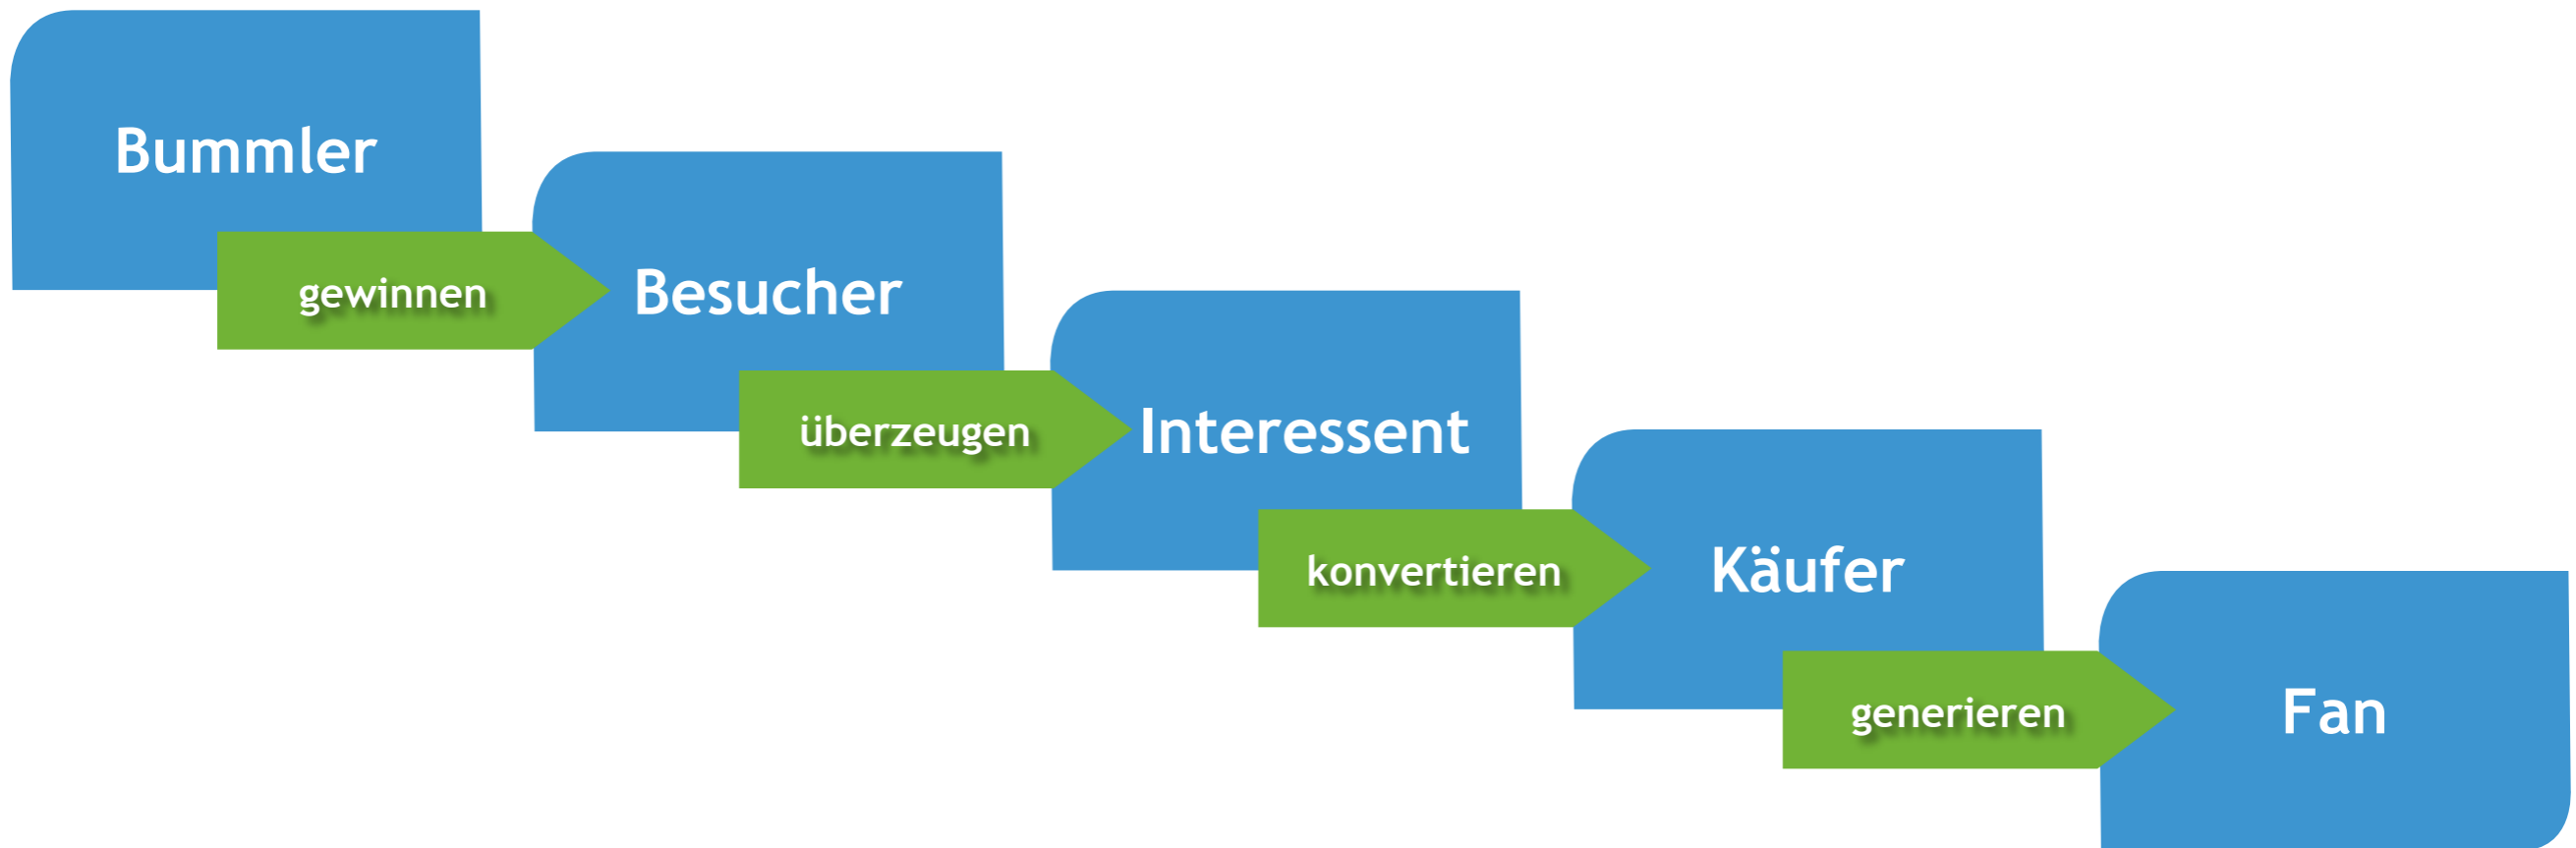 Bummler
gewinnen
Besucher
überzeugen
Interessent
konvertieren
Käufer
generieren
Fan